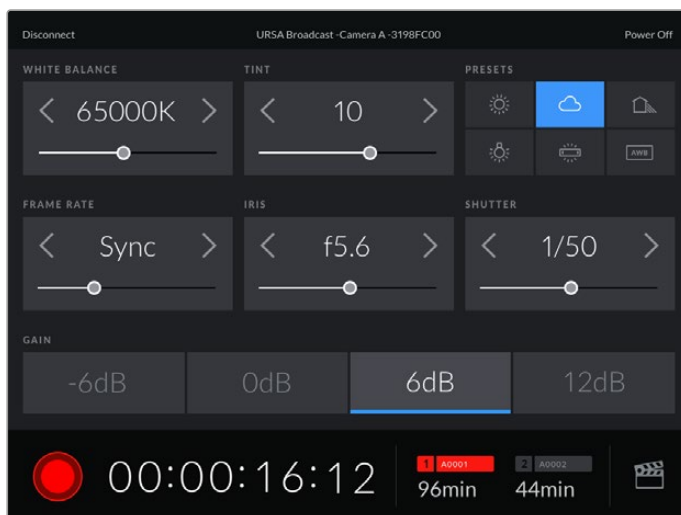 Disconnect
URSA Broadcast -Camera A -3198FC00
Power Off
WHITE BALANCE
TINT
PRESETS
65000K
10
AWB
FRAME RATE
IRIS
SHUTTER
Sync
f5.6
1/50
GAIN
-6dB
0dB
6dB
12dB
00:00:16:12
1 A0001
96min
2 A0002
44min